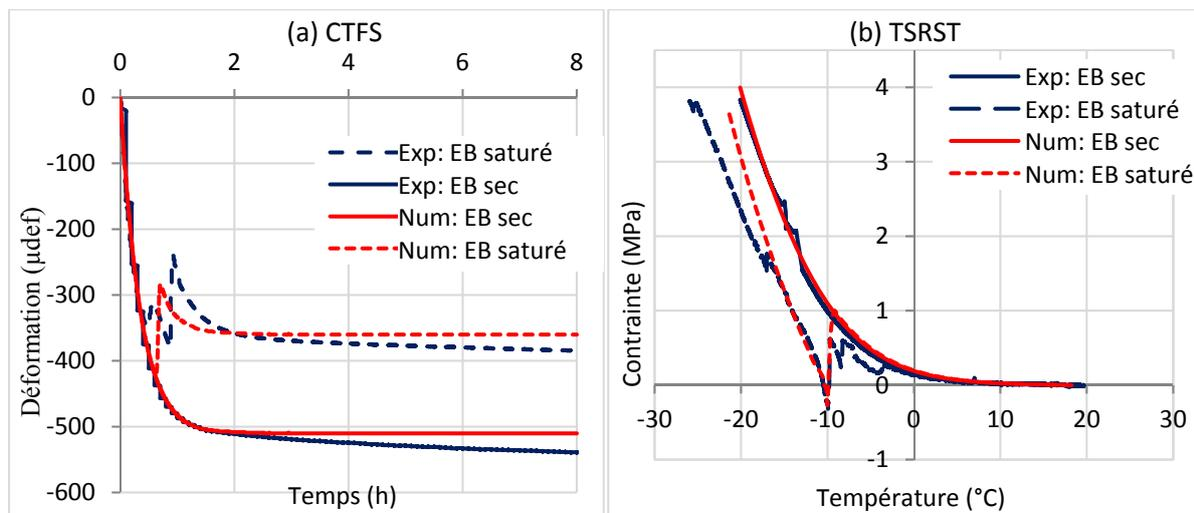 (a) CTFS
0 2 4 6 8
0
-100
-200
-300
-400
-500
-600
Déformation (µdef)
Exp: EB saturé
Exp: EB sec
Num: EB sec
Num: EB saturé
Temps (h)
(b) TSRST
4
3
2
1
0
-1
Contrainte (MPa)
Exp: EB sec
Exp: EB saturé
Num: EB sec
Num: EB saturé
-30 -20 -10 0 10 20 30
Température (°C)